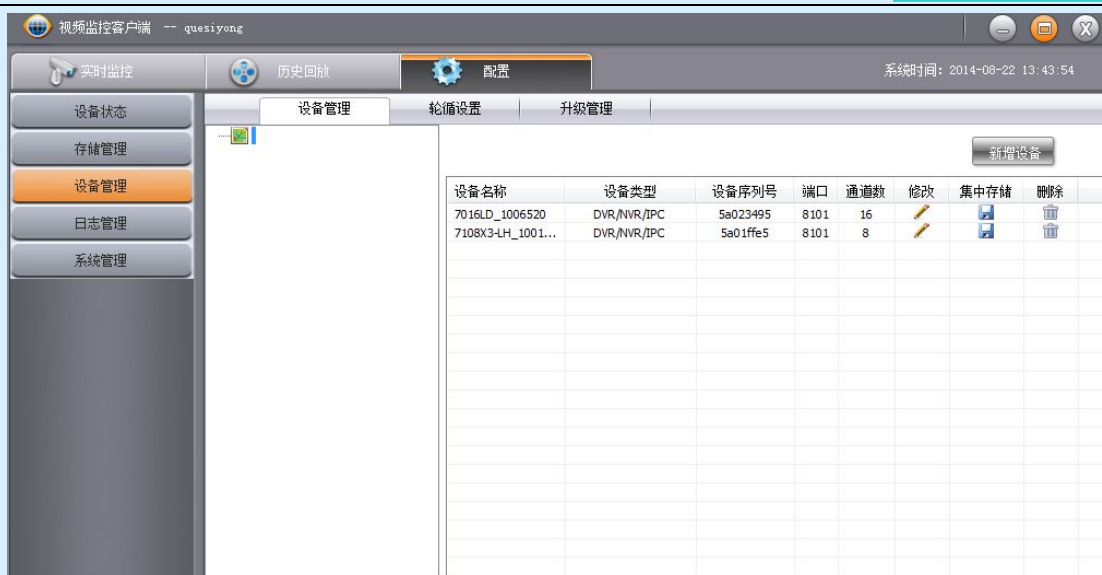 视频监控客户端 -- quesiyong
实时监控 历史回放 配置 系统时间: 2014-08-22 13:43:54
设备状态 设备管理 轮循设置 升级管理
存储管理 新增设备
设备管理 设备名称 设备类型 设备序列号 端口 通道数 修改 集中存储 删除
7016LD_1006520 DVR/NVR/IPC 5a023495 8101 16
日志管理
7108X3-LH_1001... DVR/NVR/IPC 5a01ffe5 8101 8
系统管理